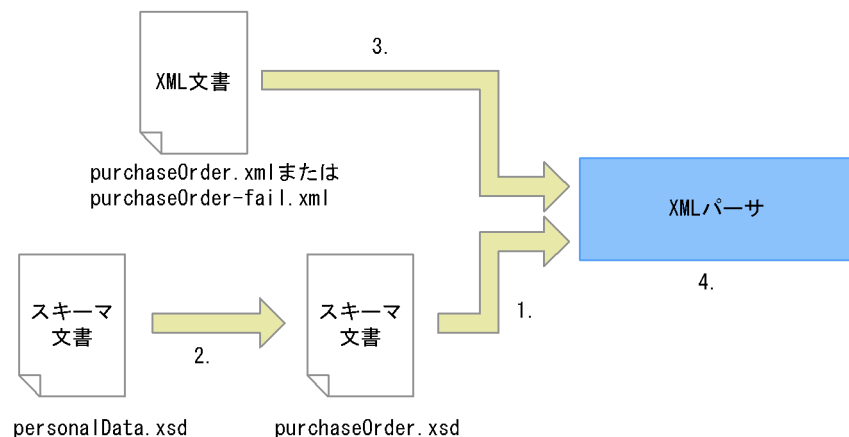 3.
XML文書
purchaseOrder.xmlまたは
purchaseOrder-fail.xml
XMLパーサ
4.
スキーマ
文書
スキーマ
文書
1.
2.
personalData.xsd
purchaseOrder.xsd